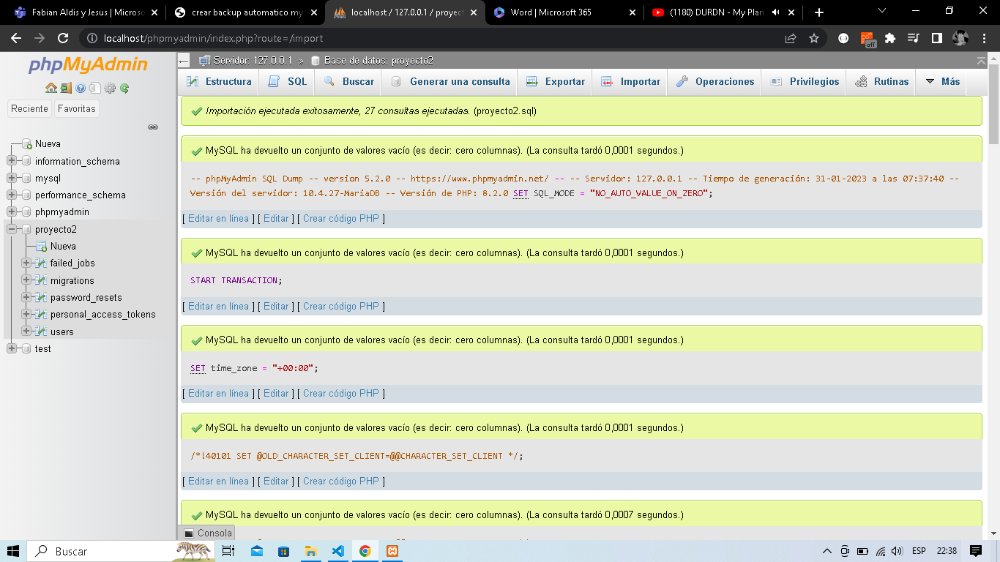 Fabian Aldis y Jesus | Microso
crear backup automatico my
localhost / 127.0.0.1 / proyect
Word | Microsoft 365
(1180) DURDN - My Plan
localhost/phpmyadmin/index.php?route=/import
off
phpMyAdmin
Reciente
Favoritas
Nueva
information_schema
mysql
performance_schema
phpmyadmin
proyecto2
Nueva
failed_jobs
migrations
password_resets
personal_access_tokens
users
test
Servidor: 127.0.0.1 » Base de datos: proyecto2
Estructura SQL Buscar Generar una consulta Exportar Importar Operaciones Privilegios Rutinas Más
Importación ejecutada exitosamente, 27 consultas ejecutadas. (proyecto2.sql)
MySQL ha devuelto un conjunto de valores vacío (es decir: cero columnas). (La consulta tardó 0,0001 segundos.)
-- phpMyAdmin SQL Dump -- version 5.2.0 -- https://www.phpmyadmin.net/ -- -- Servidor: 127.0.0.1 -- Tiempo de generación: 31-01-2023 a las 07:37:40 --
Versión del servidor: 10.4.27-MariaDB -- Versión de PHP: 8.2.0 SET SQL_MODE = "NO_AUTO_VALUE_ON_ZERO";
[ Editar en línea ] [ Editar ] [ Crear código PHP ]
MySQL ha devuelto un conjunto de valores vacío (es decir: cero columnas). (La consulta tardó 0,0001 segundos.)
START TRANSACTION;
[ Editar en línea ] [ Editar ] [ Crear código PHP ]
MySQL ha devuelto un conjunto de valores vacío (es decir: cero columnas). (La consulta tardó 0,0001 segundos.)
SET time_zone = "+00:00";
[ Editar en línea ] [ Editar ] [ Crear código PHP ]
MySQL ha devuelto un conjunto de valores vacío (es decir: cero columnas). (La consulta tardó 0,0001 segundos.)
/*!40101 SET @OLD_CHARACTER_SET_CLIENT=@@CHARACTER_SET_CLIENT */;
[ Editar en línea ] [ Editar ] [ Crear código PHP ]
MySQL ha devuelto un conjunto de valores vacío (es decir: cero columnas). (La consulta tardó 0,0007 segundos.)
Consola
Buscar
ESP
22:38